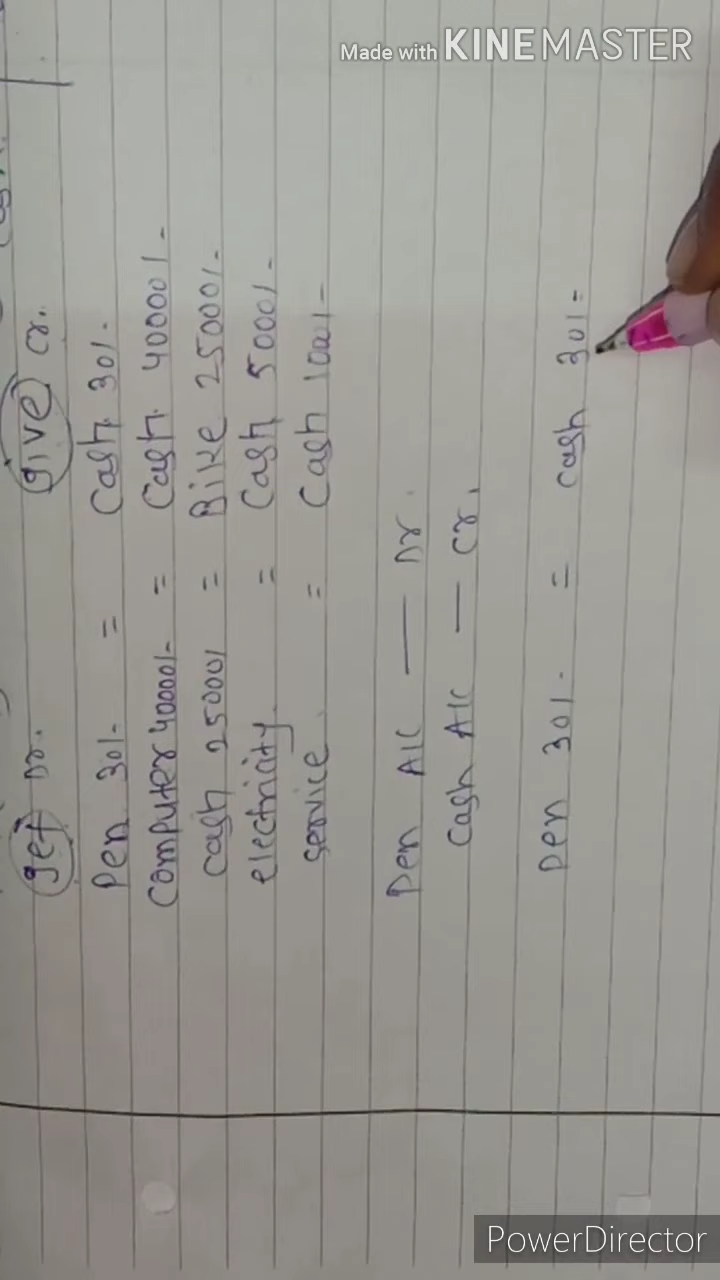 Made with KINEMASTER
get Dr. give Cr.
Pen 30/- = Cash 30/-
Computer 40000/- = Cash 40000/-
Cash 25000/ = Bike 25000/-
electricity = Cash 5000/-
service = Cash 1000/-
Pen A/c — Dr.
Cash A/c — Cr.
Pen 30/- = Cash 30/-
PowerDirector